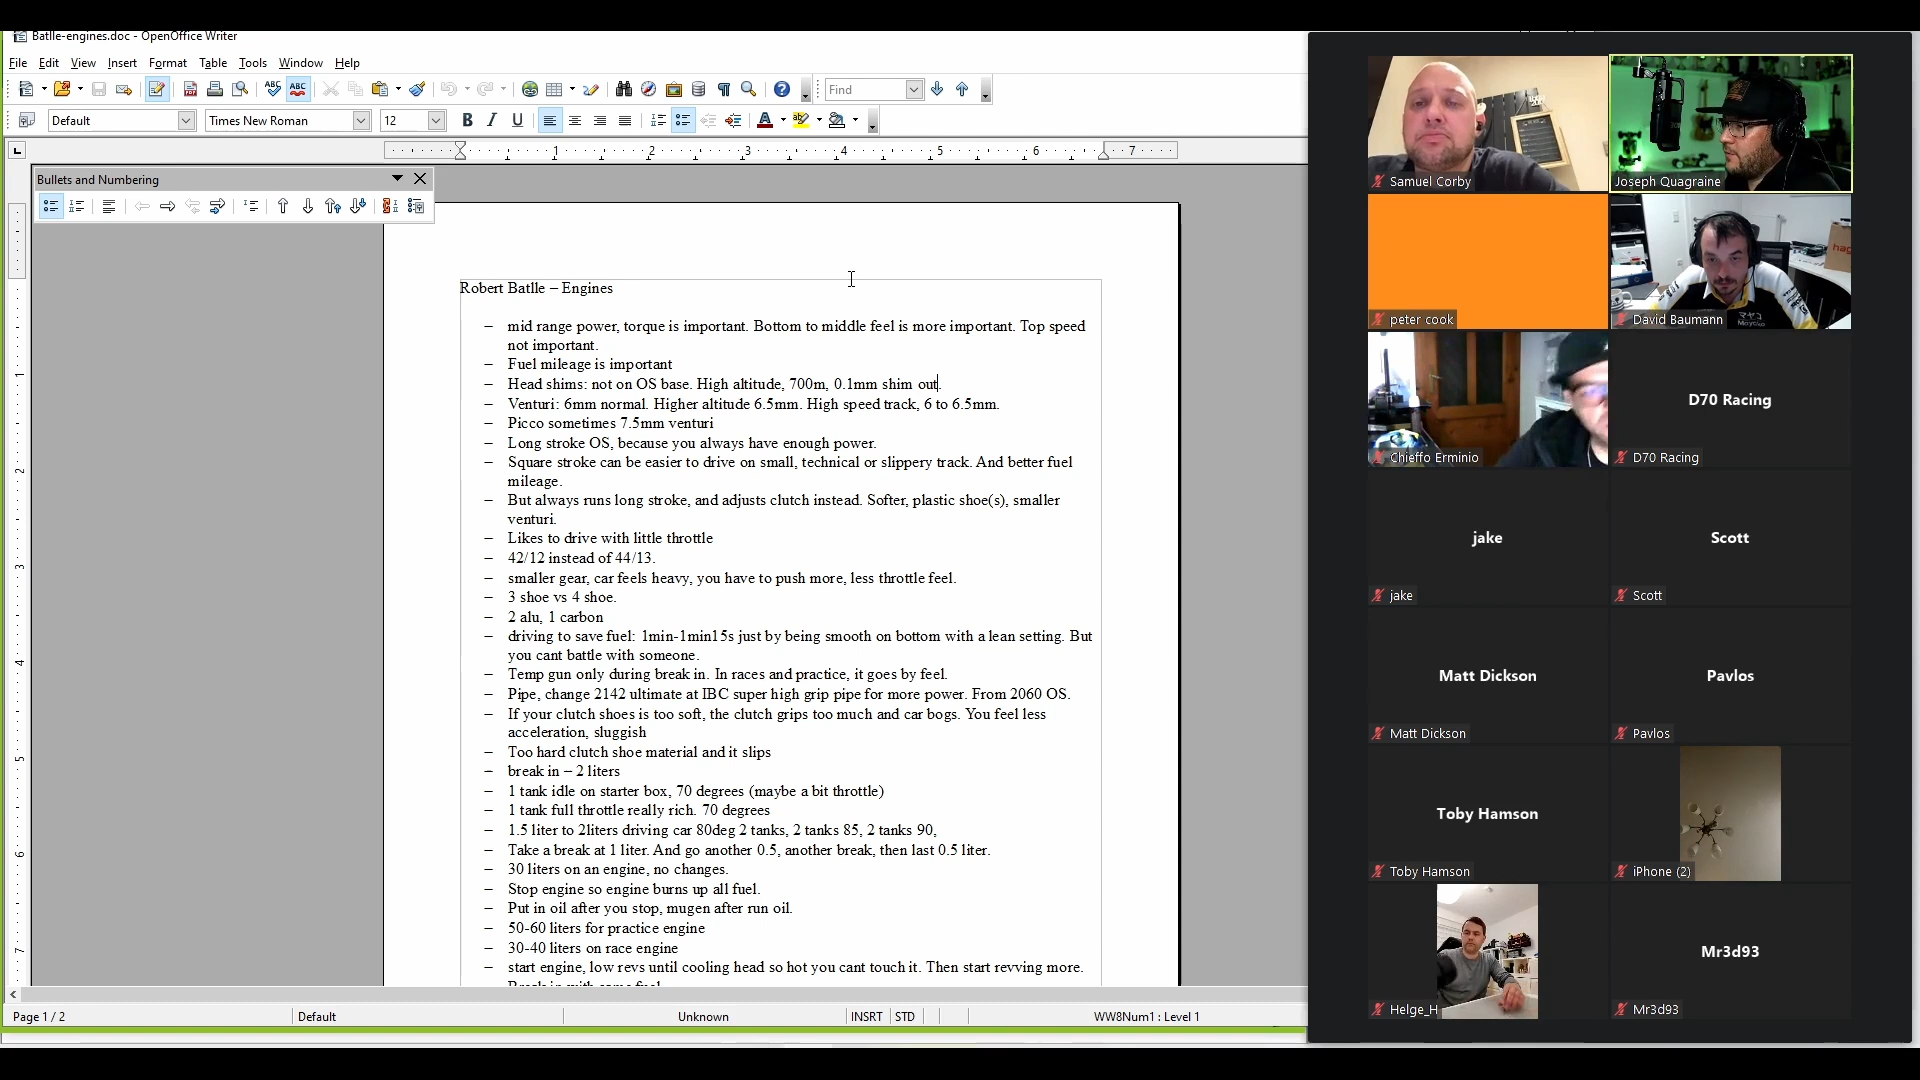 Batlle-engines.doc - OpenOffice Writer
File Edit View Insert Format Table Tools Window Help
Find
Default Times New Roman 12
1 2 3 4 5 6 7
Bullets and Numbering
Robert Batlle – Engines
– mid range power, torque is important. Bottom to middle feel is more important. Top speed
not important.
– Fuel mileage is important
– Head shims: not on OS base. High altitude, 700m, 0.1mm shim out.
– Venturi: 6mm normal. Higher altitude 6.5mm. High speed track, 6 to 6.5mm.
– Picco sometimes 7.5mm venturi
– Long stroke OS, because you always have enough power.
– Square stroke can be easier to drive on small, technical or slippery track. And better fuel
mileage.
– But always runs long stroke, and adjusts clutch instead. Softer, plastic shoe(s), smaller
venturi.
– Likes to drive with little throttle
– 42/12 instead of 44/13.
– smaller gear, car feels heavy, you have to push more, less throttle feel.
– 3 shoe vs 4 shoe.
– 2 alu, 1 carbon
– driving to save fuel: 1min-1min15s just by being smooth on bottom with a lean setting. But
you cant battle with someone.
– Temp gun only during break in. In races and practice, it goes by feel.
– Pipe, change 2142 ultimate at IBC super high grip pipe for more power. From 2060 OS.
– If your clutch shoes is too soft, the clutch grips too much and car bogs. You feel less
acceleration, sluggish
– Too hard clutch shoe material and it slips
– break in – 2 liters
– 1 tank idle on starter box, 70 degrees (maybe a bit throttle)
– 1 tank full throttle really rich. 70 degrees
– 1.5 liter to 2liters driving car 80deg 2 tanks, 2 tanks 85, 2 tanks 90,
– Take a break at 1 liter. And go another 0.5, another break, then last 0.5 liter.
– 30 liters on an engine, no changes.
– Stop engine so engine burns up all fuel.
– Put in oil after you stop, mugen after run oil.
– 50-60 liters for practice engine
– 30-40 liters on race engine
– start engine, low revs until cooling head so hot you cant touch it. Then start revving more.
Page 1 / 2 Default Unknown INSRT STD WW8Num1 : Level 1
Samuel Corby
Joseph Quagraine
peter cook
David Baumann
Chieffo Erminio
D70 Racing
D70 Racing
jake
jake
Scott
Scott
Matt Dickson
Matt Dickson
Pavlos
Pavlos
Toby Hamson
Toby Hamson
iPhone (2)
Helge_H
Mr3d93
Mr3d93